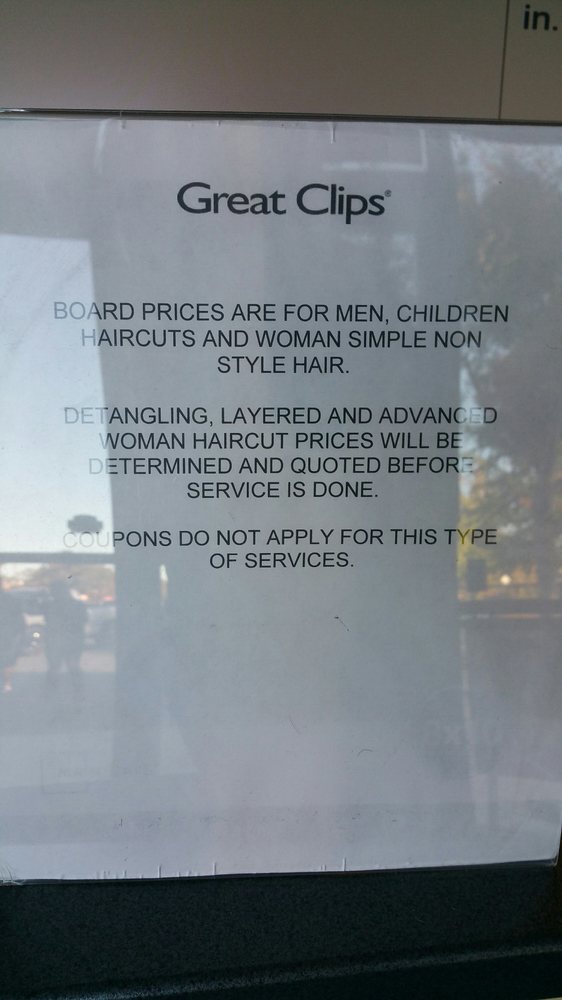 in.
Great Clips®
BOARD PRICES ARE FOR MEN, CHILDREN
HAIRCUTS AND WOMAN SIMPLE NON
STYLE HAIR.
DETANGLING, LAYERED AND ADVANCED
WOMAN HAIRCUT PRICES WILL BE
DETERMINED AND QUOTED BEFORE
SERVICE IS DONE.
COUPONS DO NOT APPLY FOR THIS TYPE
OF SERVICES.